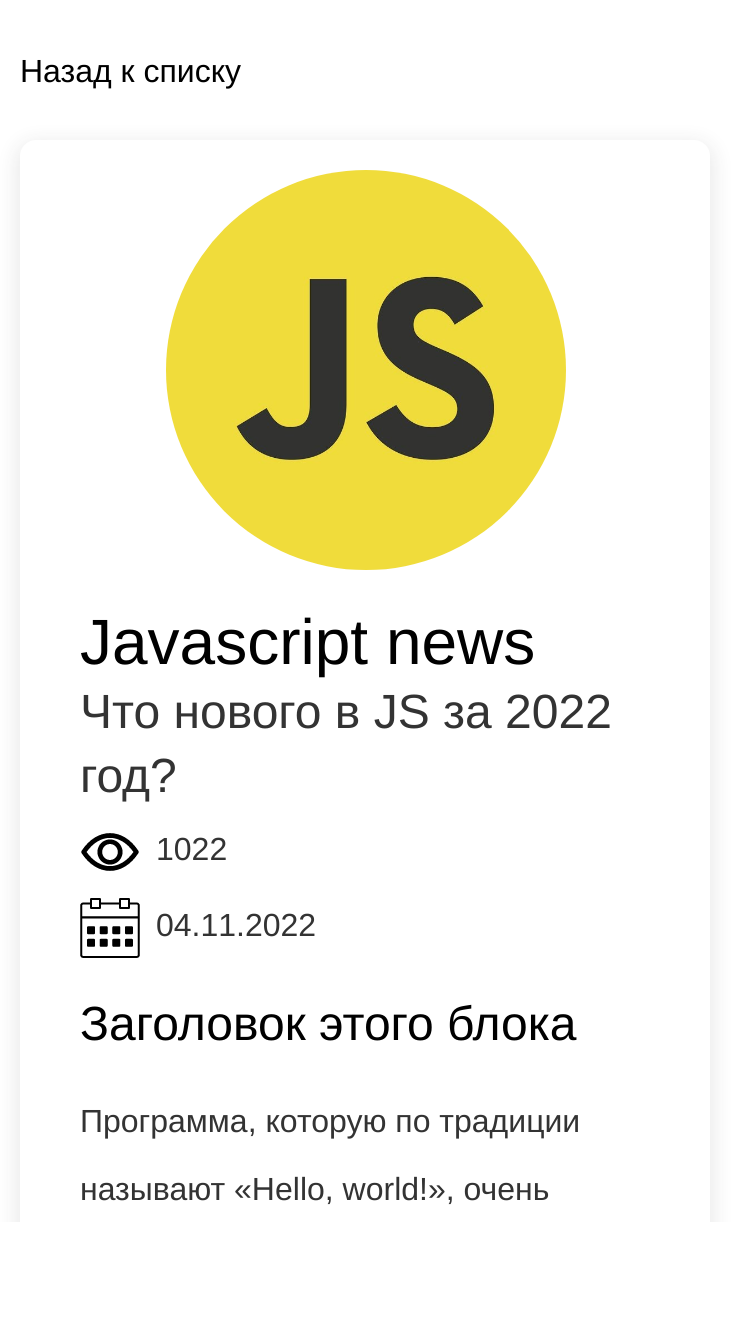 Назад к списку
JS
Javascript news
Что нового в JS за 2022
год?
1022
04.11.2022
Заголовок этого блока
Программа, которую по традиции
называют «Hello, world!», очень